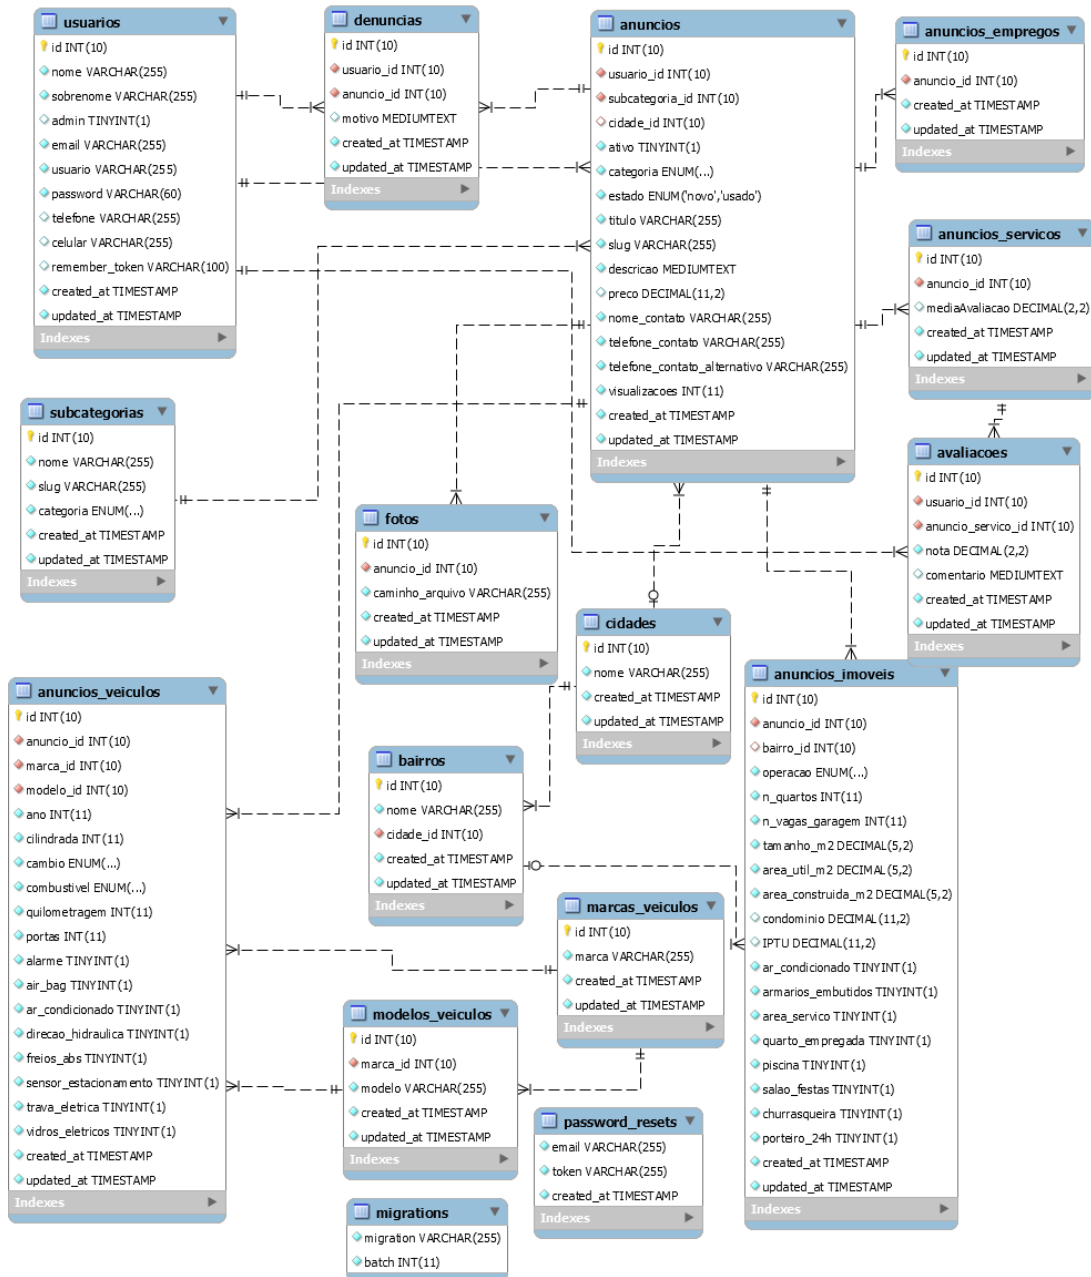 usuarios
id INT(10)
nome VARCHAR(255)
sobrenome VARCHAR(255)
admin TINYINT(1)
email VARCHAR(255)
usuario VARCHAR(255)
password VARCHAR(60)
telefone VARCHAR(255)
celular VARCHAR(255)
remember_token VARCHAR(100)
created_at TIMESTAMP
updated_at TIMESTAMP
Indexes
denuncias
id INT(10)
usuario_id INT(10)
anuncio_id INT(10)
motivo MEDIUMTEXT
created_at TIMESTAMP
updated_at TIMESTAMP
Indexes
anuncios
id INT(10)
usuario_id INT(10)
subcategoria_id INT(10)
cidade_id INT(10)
ativo TINYINT(1)
categoria ENUM(...)
estado ENUM('novo','usado')
titulo VARCHAR(255)
slug VARCHAR(255)
descricao MEDIUMTEXT
preco DECIMAL(11,2)
nome_contato VARCHAR(255)
telefone_contato VARCHAR(255)
telefone_contato_alternativo VARCHAR(255)
visualizacoes INT(11)
created_at TIMESTAMP
updated_at TIMESTAMP
Indexes
anuncios_empregos
id INT(10)
anuncio_id INT(10)
created_at TIMESTAMP
updated_at TIMESTAMP
Indexes
anuncios_servicos
id INT(10)
anuncio_id INT(10)
mediaAvaliacao DECIMAL(2,2)
created_at TIMESTAMP
updated_at TIMESTAMP
Indexes
subcategorias
id INT(10)
nome VARCHAR(255)
slug VARCHAR(255)
categoria ENUM(...)
created_at TIMESTAMP
updated_at TIMESTAMP
Indexes
fotos
id INT(10)
anuncio_id INT(10)
caminho_arquivo VARCHAR(255)
created_at TIMESTAMP
updated_at TIMESTAMP
Indexes
avaliacoes
id INT(10)
usuario_id INT(10)
anuncio_servico_id INT(10)
nota DECIMAL(2,2)
comentario MEDIUMTEXT
created_at TIMESTAMP
updated_at TIMESTAMP
Indexes
cidades
id INT(10)
nome VARCHAR(255)
created_at TIMESTAMP
updated_at TIMESTAMP
Indexes
anuncios_veiculos
id INT(10)
anuncio_id INT(10)
marca_id INT(10)
modelo_id INT(10)
ano INT(11)
cilindrada INT(11)
cambio ENUM(...)
combustivel ENUM(...)
quilometragem INT(11)
portas INT(11)
alarme TINYINT(1)
air_bag TINYINT(1)
ar_condicionado TINYINT(1)
direcao_hidraulica TINYINT(1)
freios_abs TINYINT(1)
sensor_estacionamento TINYINT(1)
trava_eletrica TINYINT(1)
vidros_eletricos TINYINT(1)
created_at TIMESTAMP
updated_at TIMESTAMP
Indexes
bairros
id INT(10)
nome VARCHAR(255)
cidade_id INT(10)
created_at TIMESTAMP
updated_at TIMESTAMP
Indexes
anuncios_imoveis
id INT(10)
anuncio_id INT(10)
bairro_id INT(10)
operacao ENUM(...)
n_quartos INT(11)
n_vagas_garagem INT(11)
tamanho_m2 DECIMAL(5,2)
area_util_m2 DECIMAL(5,2)
area_construida_m2 DECIMAL(5,2)
condominio DECIMAL(11,2)
IPTU DECIMAL(11,2)
ar_condicionado TINYINT(1)
armarios_embutidos TINYINT(1)
area_servico TINYINT(1)
quarto_empregada TINYINT(1)
piscina TINYINT(1)
salao_festas TINYINT(1)
churrasqueira TINYINT(1)
porteiro_24h TINYINT(1)
created_at TIMESTAMP
updated_at TIMESTAMP
Indexes
marcas_veiculos
id INT(10)
marca VARCHAR(255)
created_at TIMESTAMP
updated_at TIMESTAMP
Indexes
modelos_veiculos
id INT(10)
marca_id INT(10)
modelo VARCHAR(255)
created_at TIMESTAMP
updated_at TIMESTAMP
Indexes
password_resets
email VARCHAR(255)
token VARCHAR(255)
created_at TIMESTAMP
Indexes
migrations
migration VARCHAR(255)
batch INT(11)